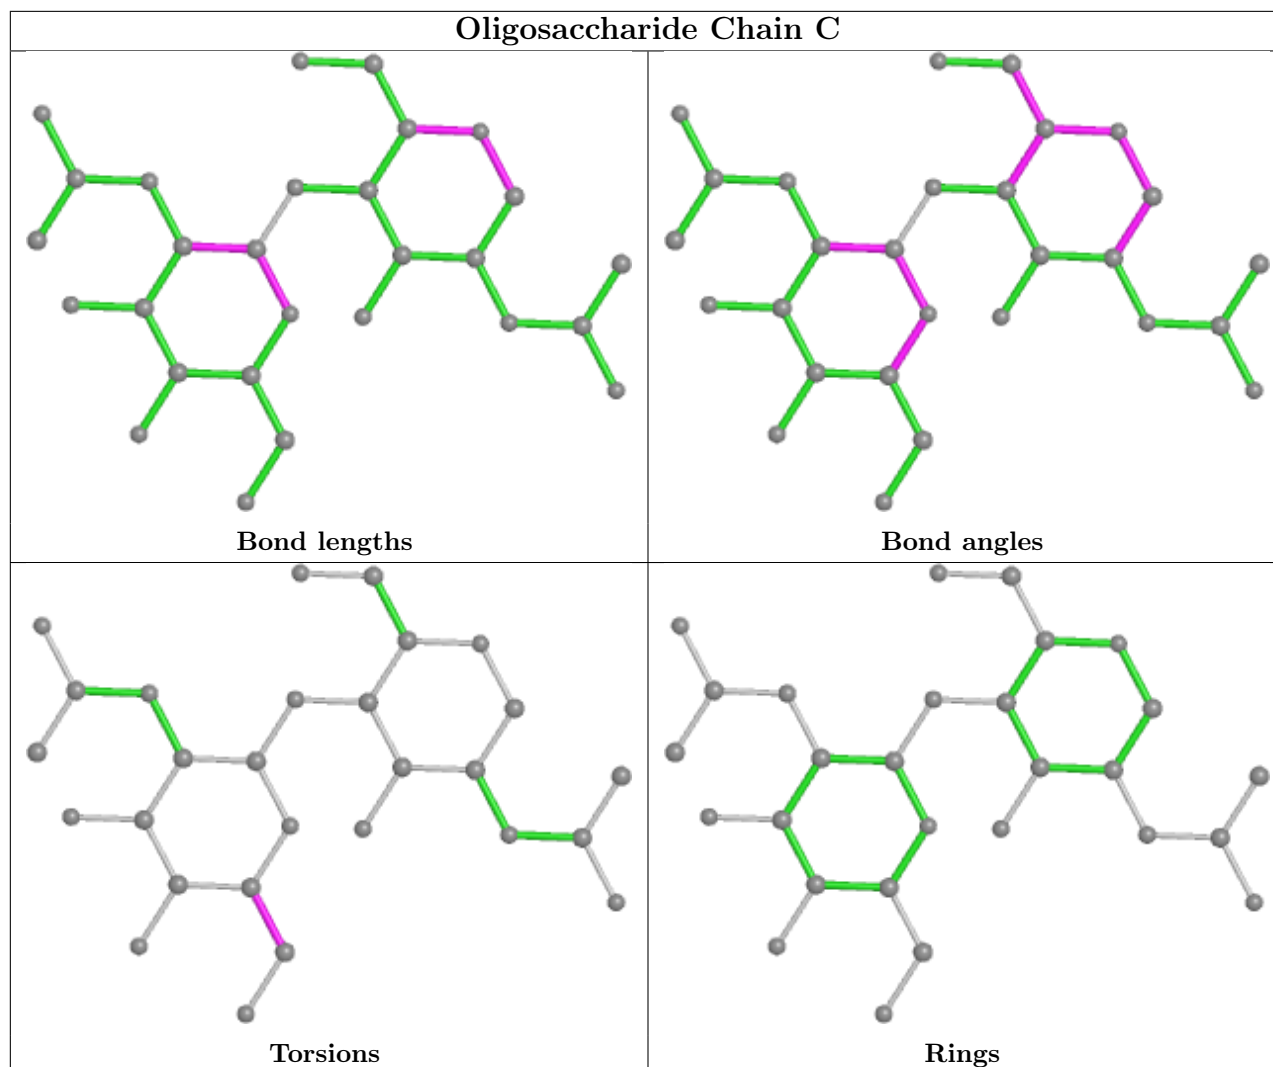 Oligosaccharide Chain C
Bond lengths
Bond angles
Torsions
Rings